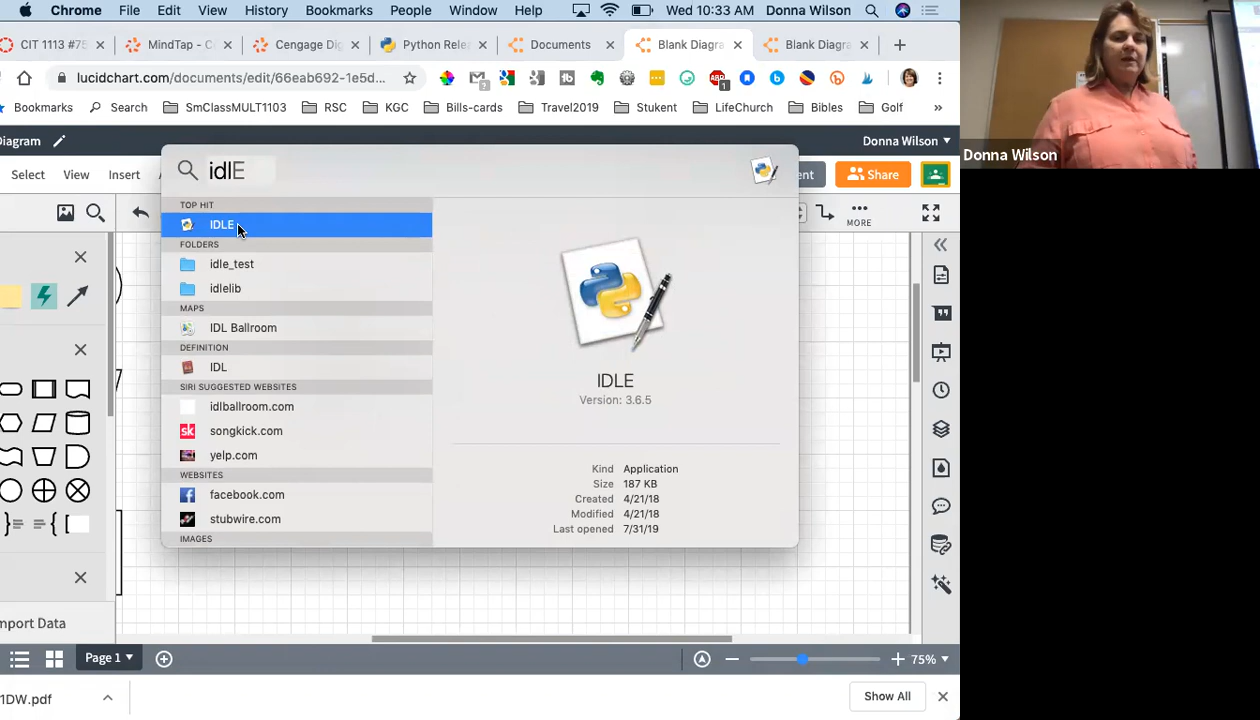 Chrome File Edit View History Bookmarks People Window Help Wed 10:33 AM Donna Wilson
CIT 1113 #75 MindTap - C Cengage Dig Python Relea Documents Blank Diagra Blank Diagra
lucidchart.com/documents/edit/66eab692-1e5d...
Bookmarks Search SmClassMULT1103 RSC KGC Bills-cards Travel2019 Stukent LifeChurch Bibles Golf »
Diagram Donna Wilson
Donna Wilson
Select View Insert ent Share
idlE
MORE
TOP HIT
IDLE
FOLDERS
idle_test
idlelib
MAPS
IDL Ballroom
DEFINITION
IDL
SIRI SUGGESTED WEBSITES
idlballroom.com
songkick.com
yelp.com
WEBSITES
facebook.com
stubwire.com
IMAGES
IDLE
Version: 3.6.5
Kind Application
Size 187 KB
Created 4/21/18
Modified 4/21/18
Last opened 7/31/19
mport Data
Page 1 75%
1DW.pdf Show All